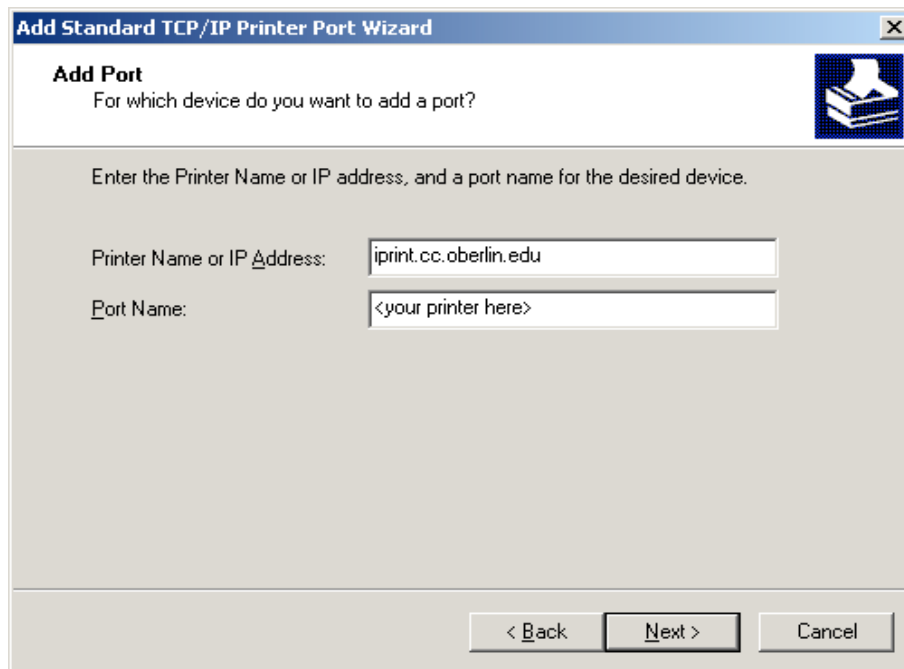 Add Standard TCP/IP Printer Port Wizard
Add Port
For which device do you want to add a port?
Enter the Printer Name or IP address, and a port name for the desired device.
Printer Name or IP Address: iprint.cc.oberlin.edu
Port Name: <your printer here>
< Back Next > Cancel